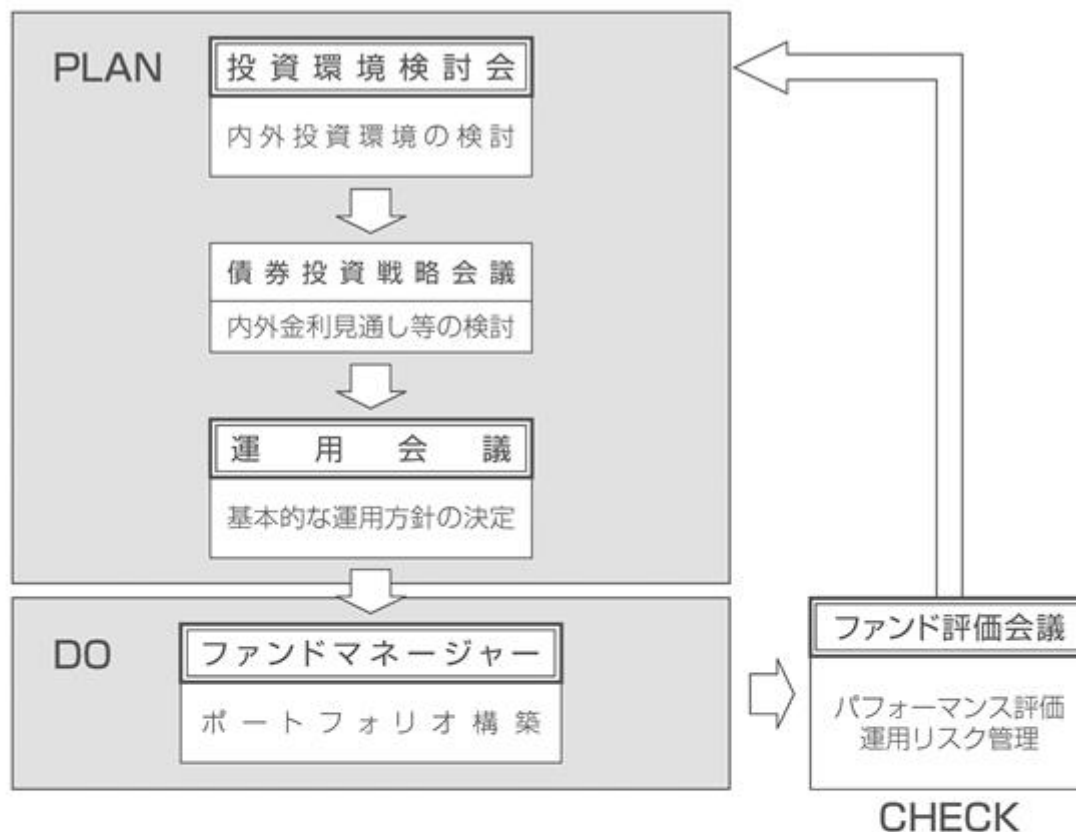 PLAN
投資環境検討会
内外投資環境の検討
債券投資戦略会議
内外金利見通し等の検討
運用会議
基本的な運用方針の決定
DO
ファンドマネージャー
ポートフォリオ構築
ファンド評価会議
パフォーマンス評価
運用リスク管理
CHECK